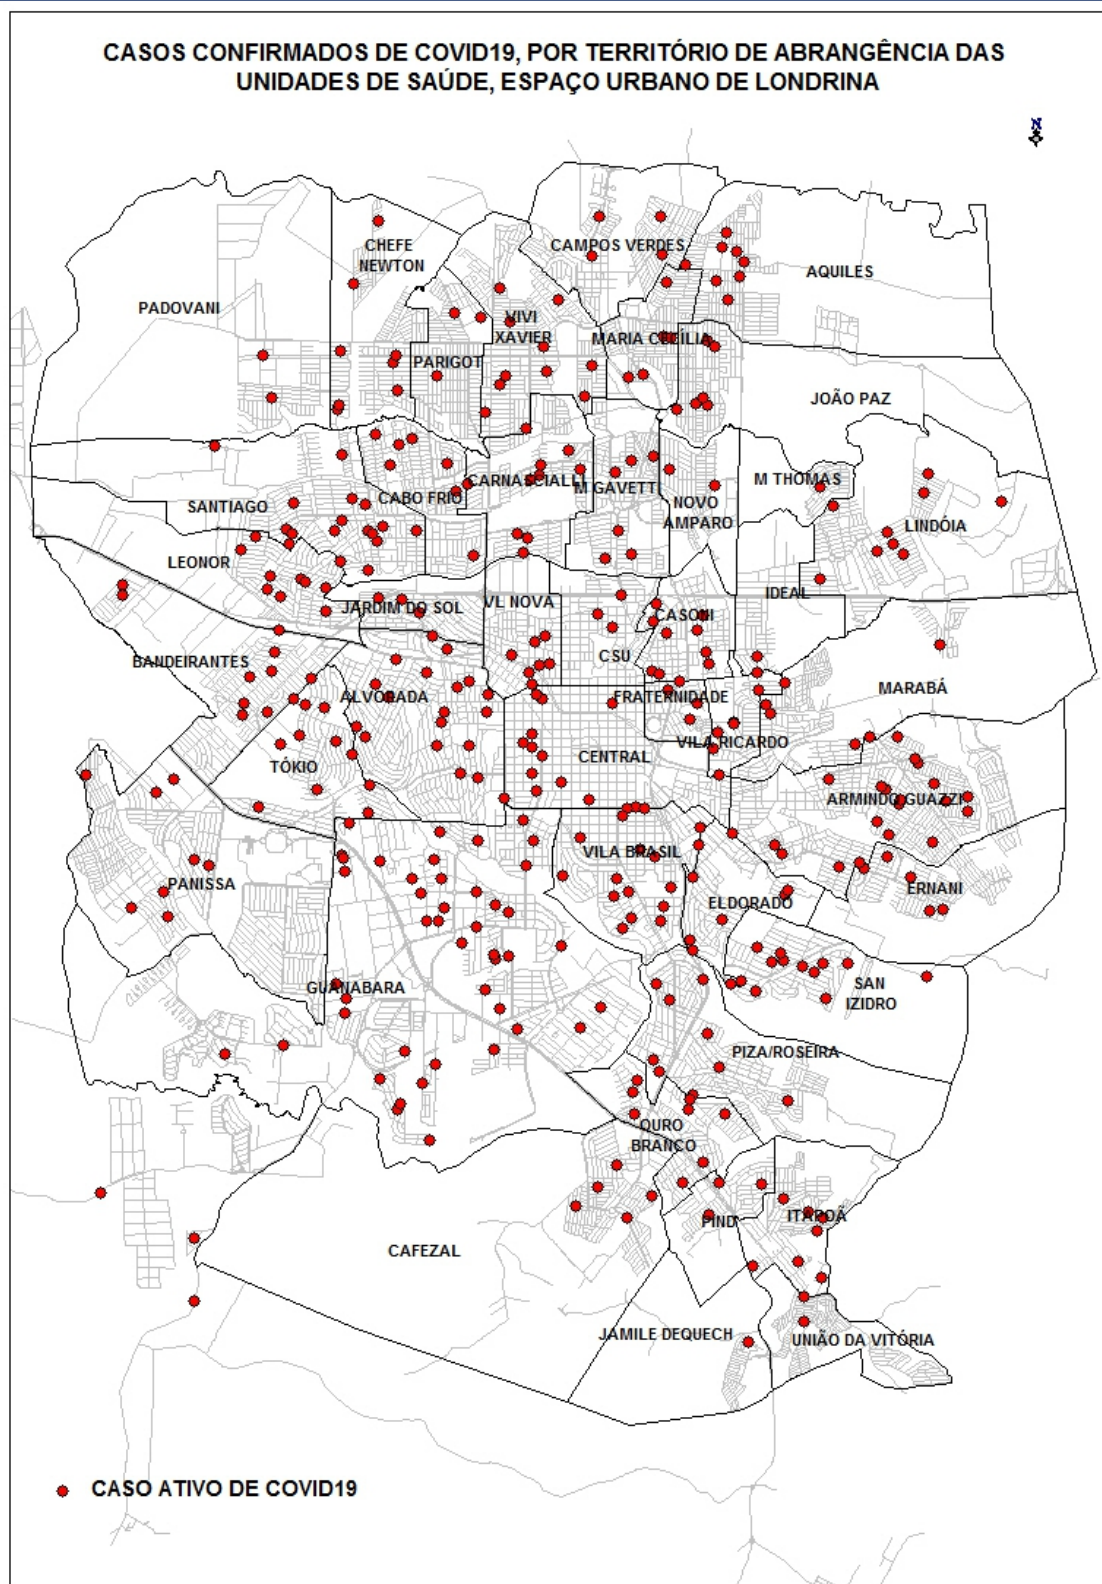 CASOS CONFIRMADOS DE COVID19, POR TERRITÓRIO DE ABRANGÊNCIA DAS
UNIDADES DE SAÚDE, ESPAÇO URBANO DE LONDRINA
N
CHEFE
NEWTON
CAMPOS VERDES
AQUILES
PADOVANI
VIVI
XAVIER
MARIA CECÍLIA
PARIGOT
JOÃO PAZ
CARNASCIALLI
M GAVETTI
M THOMAS
CABO FRIO
SANTIAGO
NOVO
AMPARO
LINDÓIA
LEONOR
IDEAL
JARDIM DO SOL
VL NOVA
CASONI
CSU
BANDEIRANTES
ALVORADA
FRATERNIDADE
MARABÁ
VILA RICARDO
CENTRAL
TÓKIO
ARMINDO GUAZZI
VILA BRASIL
PANISSA
ERNANI
ELDORADO
GUANABARA
SAN
IZIDRO
PIZA/ROSEIRA
OURO
BRANCO
PIND
ITAPOÃ
CAFEZAL
JAMILE DEQUECH
UNIÃO DA VITÓRIA
CASO ATIVO DE COVID19